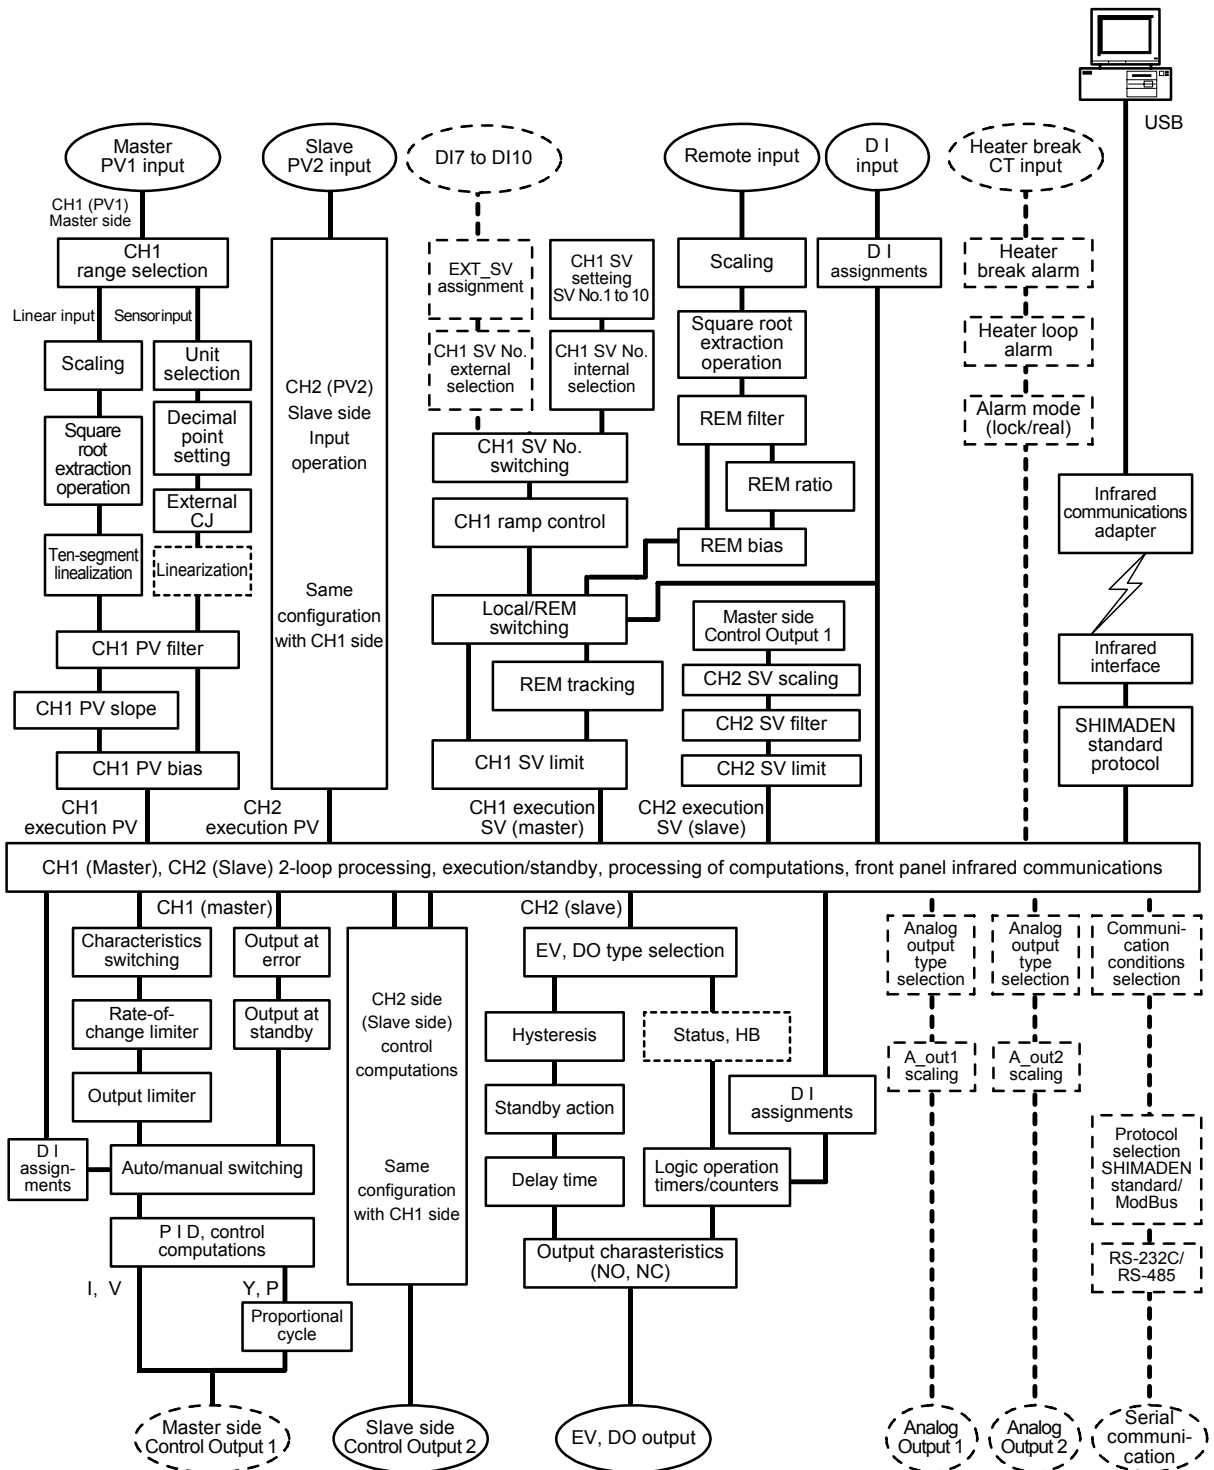 USB
Master
PV1 input
Slave
PV2 input
DI7 to DI10
Remote input
D I
input
Heater break
CT input
CH1 (PV1)
Master side
CH1
range selection
Linear input
Sensorinput
Scaling
Square
root
extraction
operation
Ten-segment
linealization
Unit
selection
Decimal
point
setting
External
CJ
Linearization
CH1 PV filter
CH1 PV slope
CH1 PV bias
CH1
execution PV
CH2 (PV2)
Slave side
Input
operation
Same
configuration
with CH1 side
CH2
execution PV
EXT_SV
assignment
CH1 SV
setteing
SV No.1 to 10
CH1 SV No.
external
selection
CH1 SV No.
internal
selection
CH1 SV No.
switching
CH1 ramp control
Local/REM
switching
REM tracking
CH1 SV limit
CH1 execution
SV (master)
Scaling
Square root
extraction
operation
REM filter
REM ratio
REM bias
Master side
Control Output 1
CH2 SV scaling
CH2 SV filter
CH2 SV limit
CH2 execution
SV (slave)
D I
assignments
Heater
break alarm
Heater loop
alarm
Alarm mode
(lock/real)
Infrared
communications
adapter
Infrared
interface
SHIMADEN
standard
protocol
CH1 (Master), CH2 (Slave) 2-loop processing, execution/standby, processing of computations, front panel infrared communications
CH1 (master)
Characteristics
switching
Output at
error
Rate-of-
change limiter
Output at
standby
Output limiter
D I
assign-
ments
Auto/manual switching
P I D, control
computations
I, V
Y, P
Proportional
cycle
Master side
Control Output 1
CH2 side
(Slave side)
control
computations
Same
configuration
with CH1 side
Slave side
Control Output 2
CH2 (slave)
EV, DO type selection
Hysteresis
Status, HB
Standby action
D I
assignments
Delay time
Logic operation
timers/counters
Output charasteristics
(NO, NC)
EV, DO output
Analog
output
type
selection
A_out1
scaling
Analog
Output 1
Analog
output
type
selection
A_out2
scaling
Analog
Output 2
Communi-
cation
conditions
selection
Protocol
selection
SHIMADEN
standard/
ModBus
RS-232C/
RS-485
Serial
communi-
cation